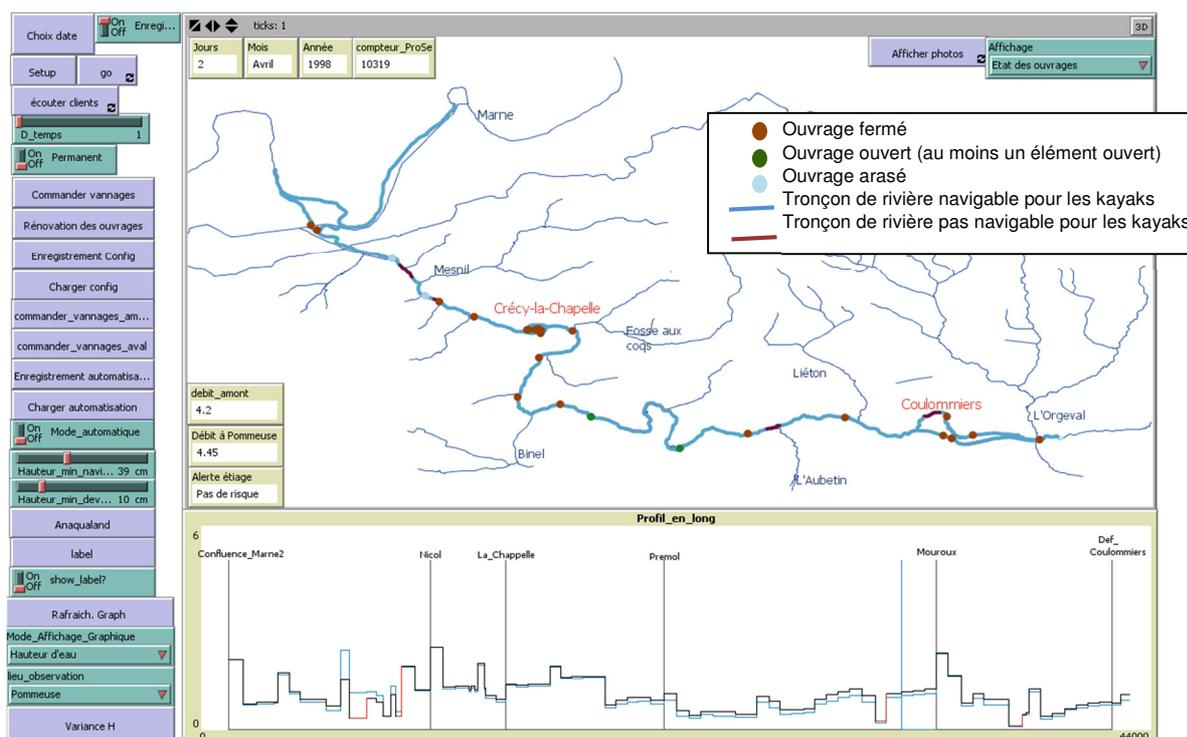 Choix date
On
Off
Enregi...
Setup
go
écouter clients
D_temps 1
On
Off
Permanent
Commander vannages
Rénovation des ouvrages
Enregistrement Config
Charger config
commander_vannages_am...
commander_vannages_aval
Enregistrement automatisa...
Charger automatisation
On
Off
Mode_automatique
Hauteur_min_navi... 39 cm
Hauteur_min_dev... 10 cm
Anaqualand
label
On
Off
show_label?
Rafraich. Graph
Mode_Affichage_Graphique
Hauteur d'eau
lieu_observation
Pommeuse
Variance H
ticks: 1
3D
Jours
2
Mois
Avril
Année
1998
compteur_ProSe
10319
Afficher photos
Affichage
Etat des ouvrages
Ouvrage fermé
Ouvrage ouvert (au moins un élément ouvert)
Ouvrage arasé
Tronçon de rivière navigable pour les kayaks
Tronçon de rivière pas navigable pour les kayaks
Marne
Mesnil
Crécy-la-Chapelle
Fosse aux
coqs
Liéton
Coulommiers
L'Orgeval
Binel
L'Aubetin
debit_amont
4.2
Débit à Pommeuse
4.45
Alerte étiage
Pas de risque
Profil_en_long
6
Confluence_Marne2
Nicol
La_Chappelle
Premol
Mouroux
Def_
Coulommiers
0
0
44000